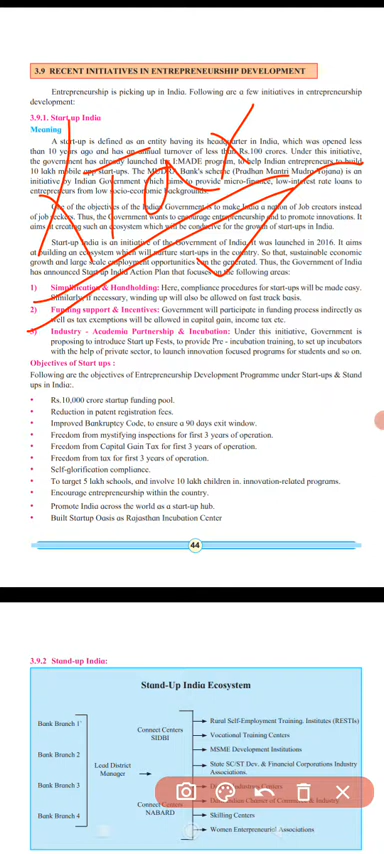 3.9 RECENT INITIATIVES IN ENTREPRENEURSHIP DEVELOPMENT
Entrepreneurship is picking up in India. Following are a few initiatives in entrepreneurship
development:
3.9.1. Start up India
Meaning
A start-up is defined as an entity having its headquarter in India, which was opened less
than 10 years ago and has an annual turnover of less than Rs.100 crores. Under this initiative,
the government has already launched the I-MADE program, to help Indian entrepreneurs to build
10 lakh mobile app start-ups. The MUDRA Bank's scheme (Pradhan Mantri Mudra Yojana) is an
initiative by Indian Government which aims to provide micro-finance, low-interest rate loans to
entrepreneurs from low socio-economic backgrounds.
One of the objectives of the Indian Government is to make India a nation of Job creators instead
of job seekers. Thus, the Government wants to encourage entrepreneurship and to promote innovations. It
aims at creating such an ecosystem which will be conducive for the growth of start-ups in India.
Start-up India is an initiative of the Government of India. It was launched in 2016. It aims
at building an ecosystem which will nurture start-ups in the country. So that, sustainable economic
growth and large scale employment opportunities can be generated. Thus, the Government of India
has announced Start-up India Action Plan that focuses on the following areas:
1) Simplification & Handholding: Here, compliance procedures for start-ups will be made easy.
Similarly if necessary, winding up will also be allowed on fast track basis.
2) Funding support & Incentives: Government will participate in funding process indirectly as
well as tax exemptions will be allowed in capital gain, income tax etc.
3) Industry - Academia Partnership & Incubation: Under this initiative, Government is
proposing to introduce Start up Fests, to provide Pre - incubation training, to set up incubators
with the help of private sector, to launch innovation focused programs for students and so on.
Objectives of Start ups :
Following are the objectives of Entrepreneurship Development Programme under Start-ups & Stand
ups in India:.
• Rs.10,000 crore startup funding pool.
• Reduction in patent registration fees.
• Improved Bankruptcy Code, to ensure a 90 days exit window.
• Freedom from mystifying inspections for first 3 years of operation.
• Freedom from Capital Gain Tax for first 3 years of operation.
• Freedom from tax for first 3 years of operation.
• Self-glorification compliance.
• To target 5 lakh schools, and involve 10 lakh children in. innovation-related programs.
• Encourage entrepreneurship within the country.
• Promote India across the world as a start-up hub.
• Built Startup Oasis as Rajasthan Incubation Center
44
3.9.2 Stand-up India:
Stand-Up India Ecosystem
Bank Branch 1
Bank Branch 2
Bank Branch 3
Bank Branch 4
Lead District
Manager
Connect Centers
SIDBI
Connect Centers
NABARD
Rural Self-Employment Training. Institutes (RESTIs)
Vocational Training Centers
MSME Development Institutions
State SC/ST Dev. & Financial Corporations Industry
Associations.
Skilling Centers
Women Enterpreneurial Associations